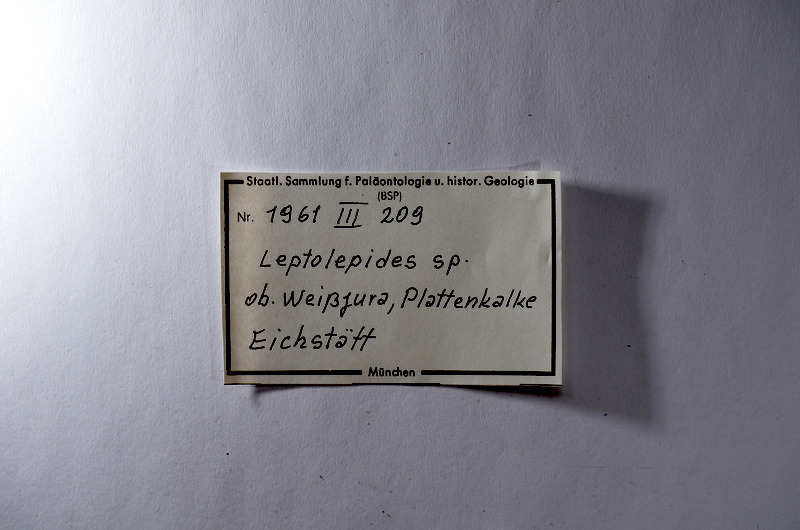 Staatl. Sammlung f. Paläontologie u. histor. Geologie
(BSP)
Nr. 1961 III 209
Leptolepides sp.
ob. Weißjura, Plattenkalke
Eichstätt
München